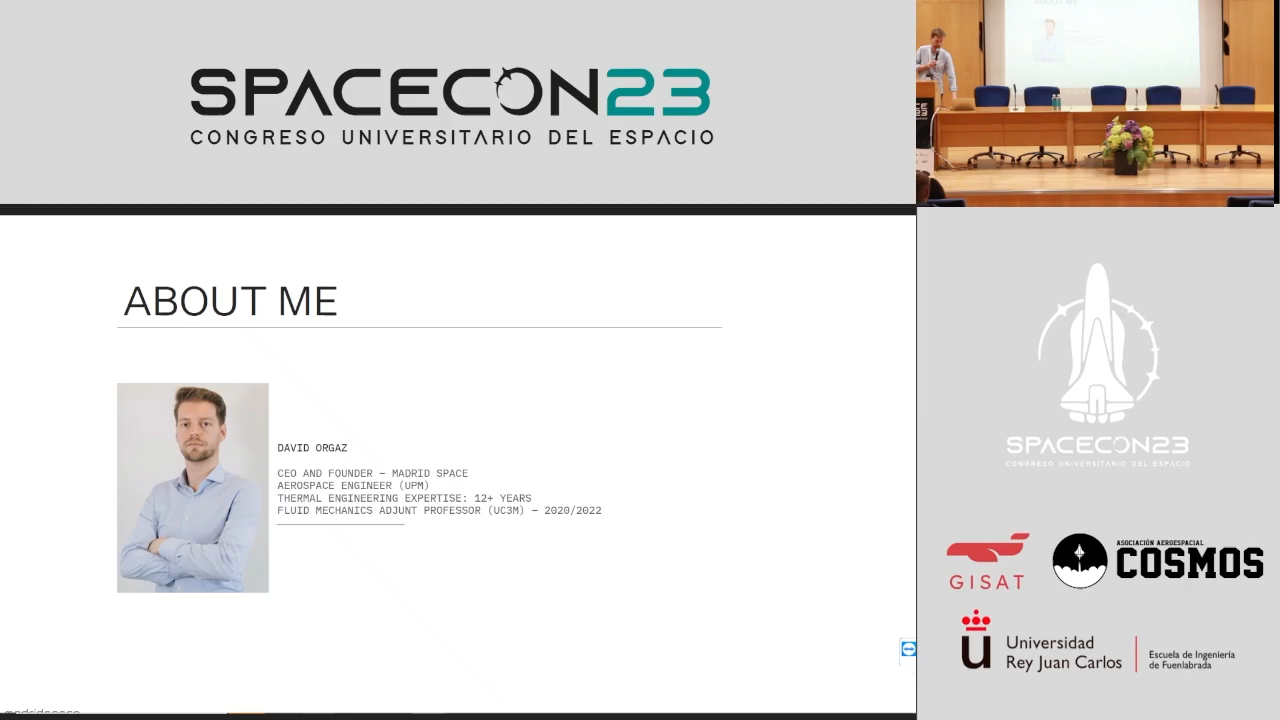 SPACECON23
CONGRESO UNIVERSITARIO DEL ESPACIO
ABOUT ME
DAVID ORGAZ
CEO AND FOUNDER – MADRID SPACE
AEROSPACE ENGINEER (UPM)
THERMAL ENGINEERING EXPERTISE: 12+ YEARS
FLUID MECHANICS ADJUNT PROFESSOR (UC3M) – 2020/2022
ABOUT ME
SPACECON23
CONGRESO UNIVERSITARIO DEL ESPACIO
GISAT
ASOCIACIÓN AEROESPACIAL
COSMOS
u
Universidad
Rey Juan Carlos
Escuela de Ingeniería
de Fuenlabrada